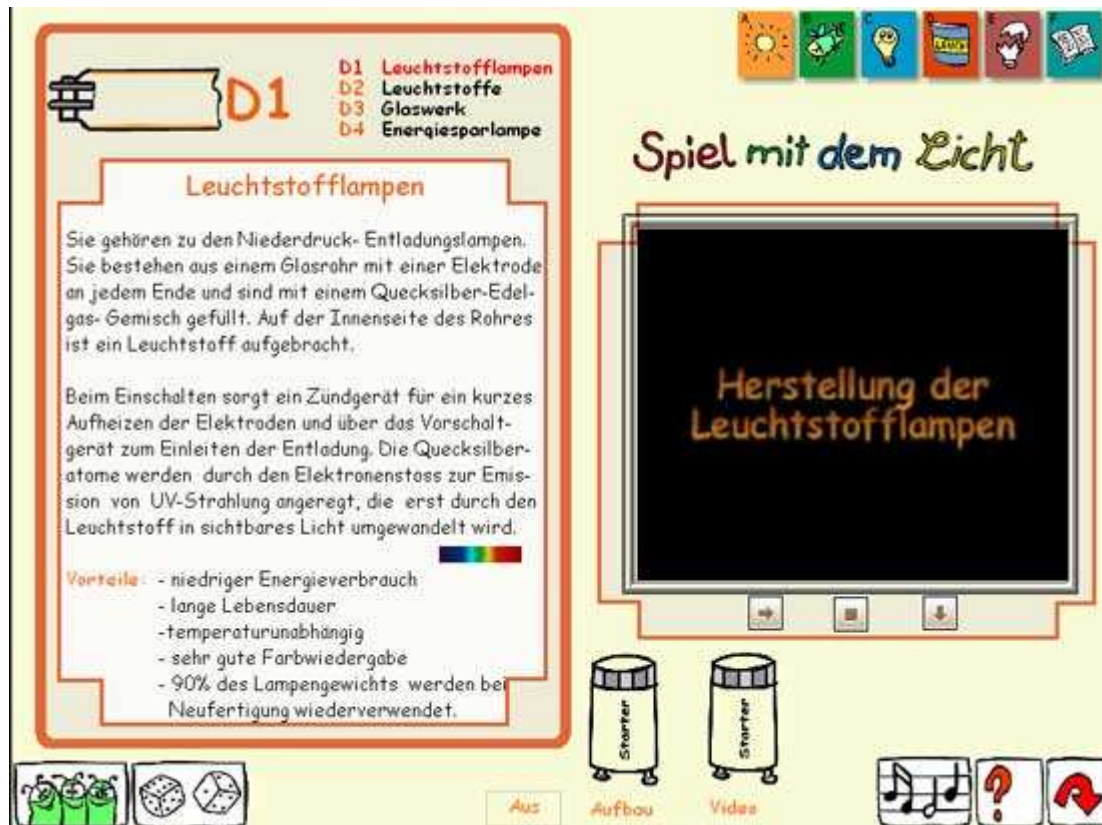 D1
D1 Leuchtstofflampen
D2 Leuchtstoffe
D3 Glaswerk
D4 Energiesparlampe
Leuchtstofflampen
Sie gehören zu den Niederdruck- Entladungslampen.
Sie bestehen aus einem Glasrohr mit einer Elektrode
an jedem Ende und sind mit einem Quecksilber-Edel-
gas- Gemisch gefüllt. Auf der Innenseite des Rohres
ist ein Leuchtstoff aufgebracht.
Beim Einschalten sorgt ein Zündgerät für ein kurzes
Aufheizen der Elektroden und über das Vorschalt-
gerät zum Einleiten der Entladung. Die Quecksilber-
atome werden durch den Elektronenstoss zur Emis-
sion von UV-Strahlung angeregt, die erst durch den
Leuchtstoff in sichtbares Licht umgewandelt wird.
Vorteile: - niedriger Energieverbrauch
- lange Lebensdauer
-temperaturunabhängig
- sehr gute Farbwiedergabe
- 90% des Lampengewichts werden bei
Neufertigung wiederverwendet.
A B C D E F
Spiel mit dem Licht
Herstellung der
Leuchtstofflampen
Starter
Starter
Aus
Aufbau
Video
?